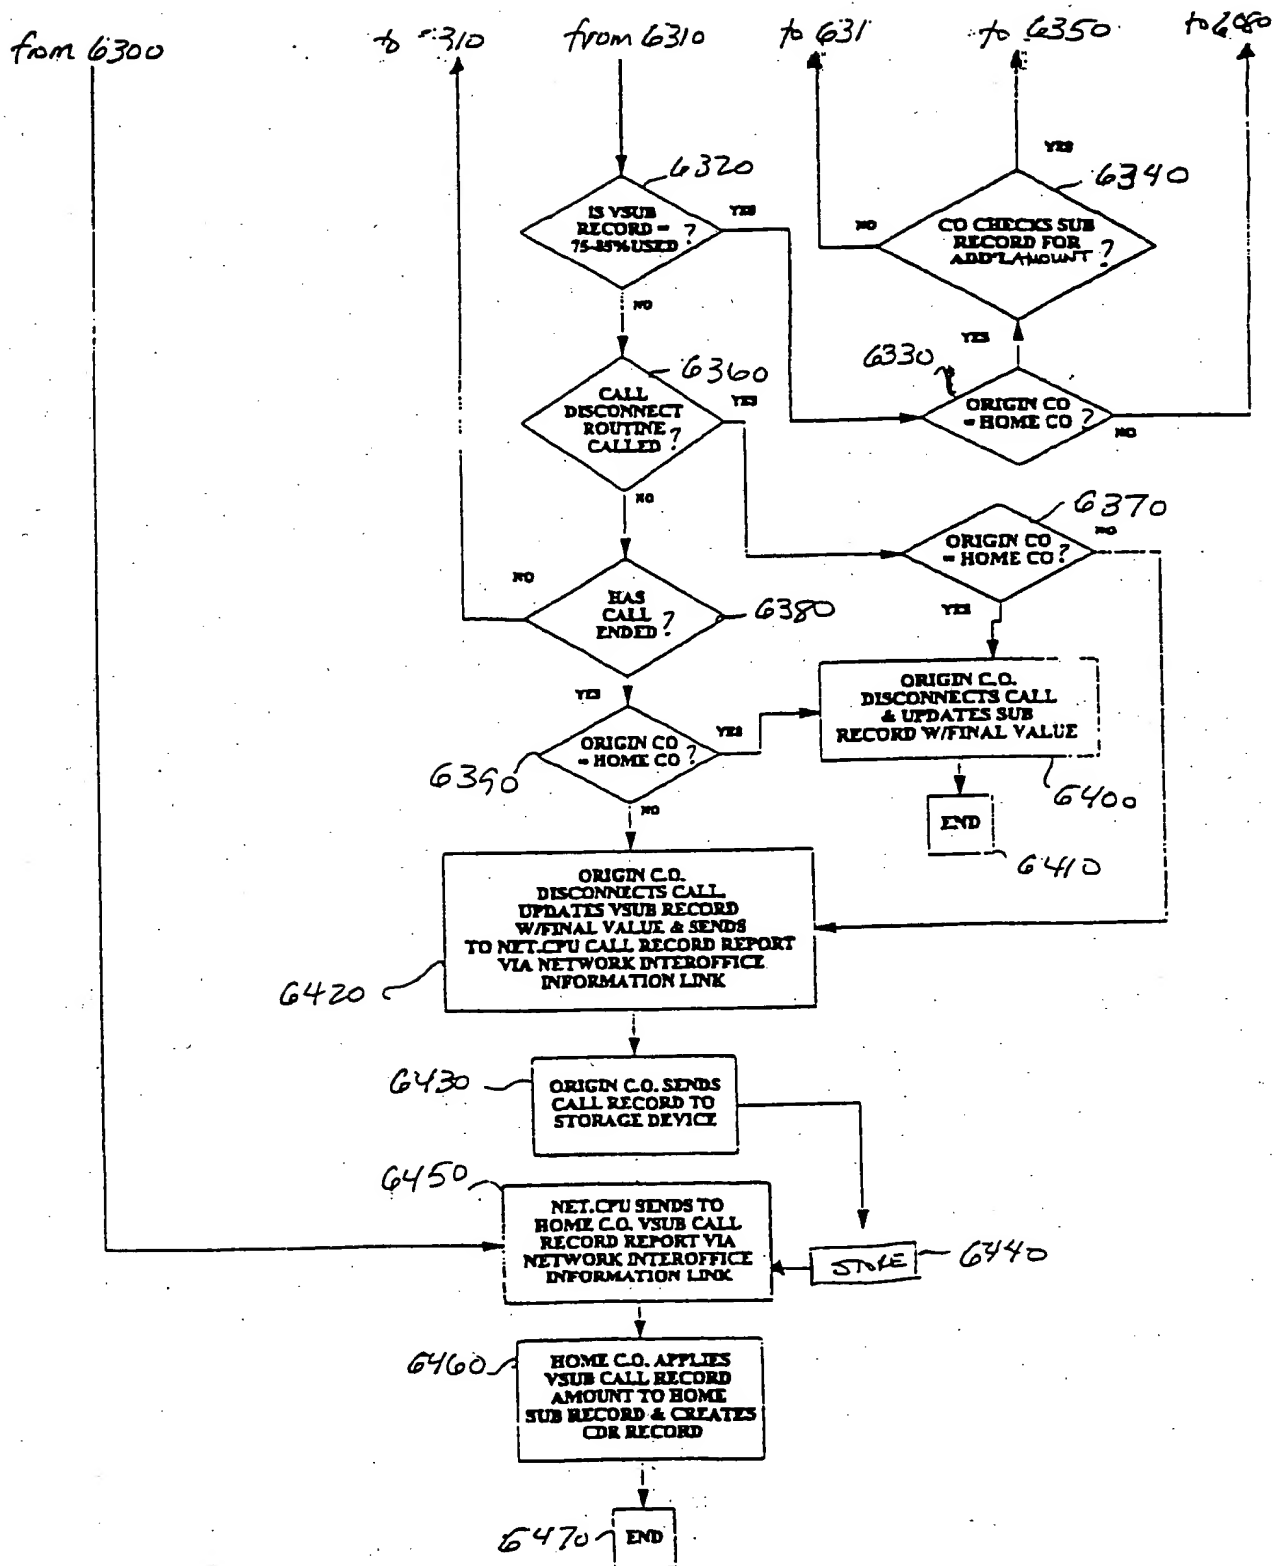 from 6300
from 6310
to 631
to 6350
to 6080
6320
IS VSUB
RECORD =
75-85% USED ?
YES
NO
YES
6340
NO
CO CHECKS SUB
RECORD FOR
ADD'L AMOUNT ?
YES
6330
ORIGIN CO
= HOME CO ?
NO
6360
CALL
DISCONNECT
ROUTINE
CALLED ?
YES
NO
6370
ORIGIN CO
= HOME CO ?
NO
YES
NO
HAS
CALL
ENDED ?
6380
YES
ORIGIN C.O.
DISCONNECTS CALL
& UPDATES SUB
RECORD W/FINAL VALUE
6400
ORIGIN CO
= HOME CO ?
YES
6390
NO
END
6410
ORIGIN C.O.
DISCONNECTS CALL,
UPDATES VSUB RECORD
W/FINAL VALUE & SENDS
TO NET.CPU CALL RECORD REPORT
VIA NETWORK INTEROFFICE
INFORMATION LINK
6420
6430
ORIGIN C.O. SENDS
CALL RECORD TO
STORAGE DEVICE
6450
NET.CPU SENDS TO
HOME C.O. VSUB CALL
RECORD REPORT VIA
NETWORK INTEROFFICE
INFORMATION LINK
STORE
6440
6460
HOME C.O. APPLIES
VSUB CALL RECORD
AMOUNT TO HOME
SUB RECORD & CREATES
CDR RECORD
6470
END